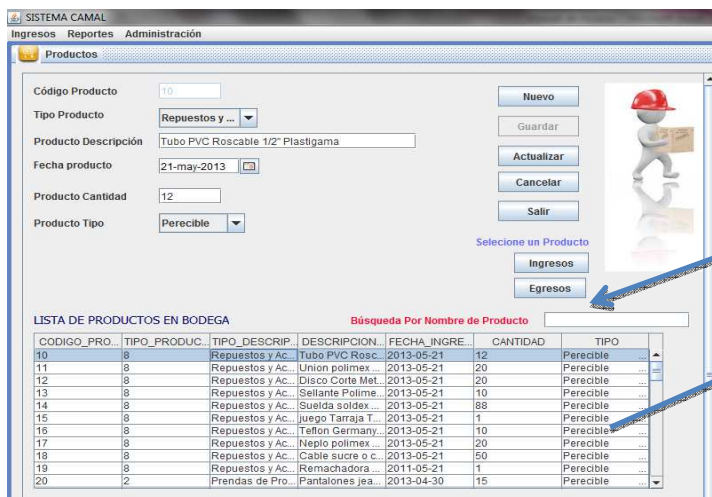 SISTEMA CAMAL
Ingresos Reportes Administración
Productos
Código Producto 10
Nuevo
Tipo Producto Repuestos y ...
Guardar
Producto Descripción Tubo PVC Roscable 1/2" Plastigama
Actualizar
Fecha producto 21-may-2013
Cancelar
Producto Cantidad 12
Salir
Producto Tipo Perecible
Selecione un Producto
Ingresos
Egresos
LISTA DE PRODUCTOS EN BODEGA Búsqueda Por Nombre de Producto
CODIGO_PRO... TIPO_PRODUC... TIPO_DESCRIP... DESCRIPCION... FECHA_INGRE... CANTIDAD TIPO
10 8 Repuestos y Ac... Tubo PVC Rosc... 2013-05-21 12 Perecible ...
11 8 Repuestos y Ac... Union polimex ... 2013-05-21 20 Perecible ...
12 8 Repuestos y Ac... Disco Corte Met... 2013-05-21 20 Perecible ...
13 8 Repuestos y Ac... Sellante Polime... 2013-05-21 10 Perecible ...
14 8 Repuestos y Ac... Suelda soldex ... 2013-05-21 88 Perecible ...
15 8 Repuestos y Ac... juego Tarraja T... 2013-05-21 1 Perecible ...
16 8 Repuestos y Ac... Teflon Germany... 2013-05-21 10 Perecible ...
17 8 Repuestos y Ac... Neplo polimex ... 2013-05-21 20 Perecible ...
18 8 Repuestos y Ac... Cable sucre o c... 2013-05-21 50 Perecible ...
19 8 Repuestos y Ac... Remachadora ... 2011-05-21 1 Perecible ...
20 2 Prendas de Pro... Pantalones jea... 2013-04-30 15 Perecible ...